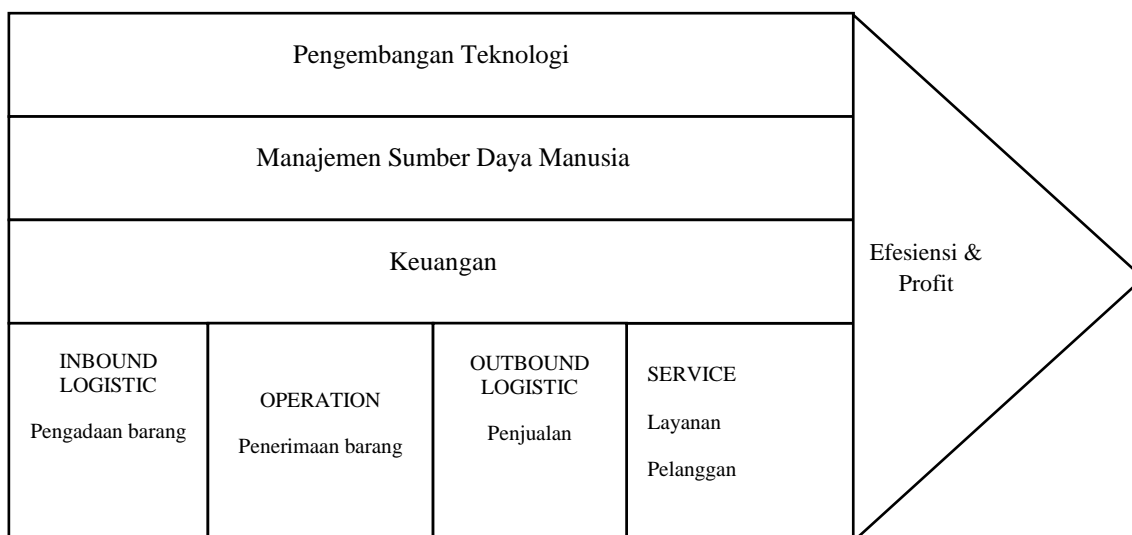 Pengembangan Teknologi
Manajemen Sumber Daya Manusia
Keuangan
Efesiensi &
Profit
INBOUND
LOGISTIC
Pengadaan barang
OPERATION
Penerimaan barang
OUTBOUND
LOGISTIC
Penjualan
SERVICE
Layanan
Pelanggan